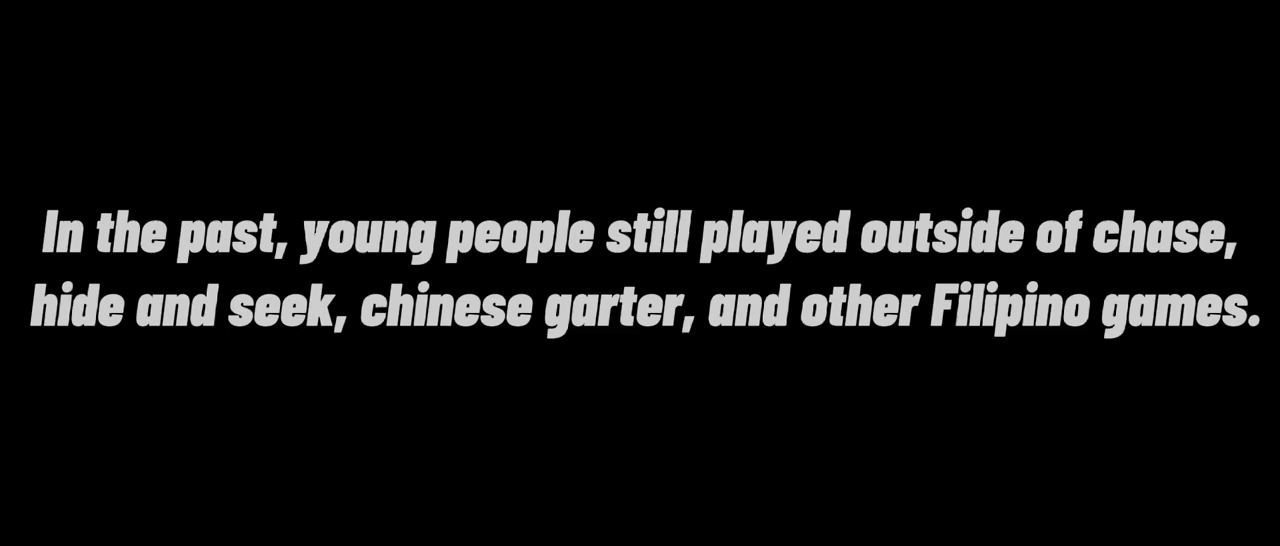 In the past, young people still played outside of chase,
hide and seek, chinese garter, and other Filipino games.